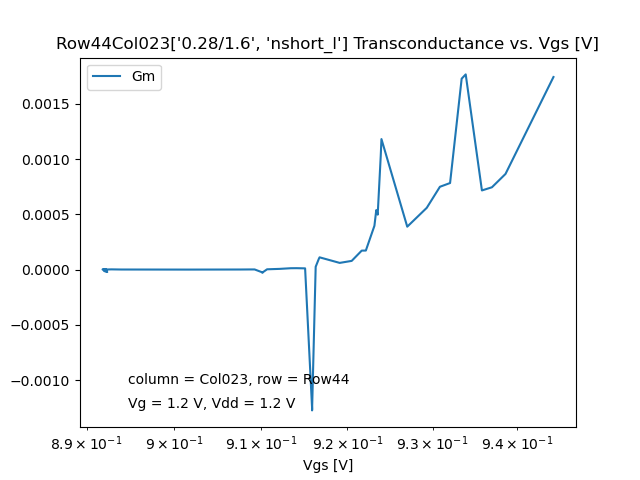 Row44Col023['0.28/1.6', 'nshort_l'] Transconductance vs. Vgs [V]
Gm
0.0015
0.0010
0.0005
0.0000
−0.0005
−0.0010
column = Col023, row = Row44
Vg = 1.2 V, Vdd = 1.2 V
8.9 × 10⁻¹ 9 × 10⁻¹ 9.1 × 10⁻¹ 9.2 × 10⁻¹ 9.3 × 10⁻¹ 9.4 × 10⁻¹
Vgs [V]